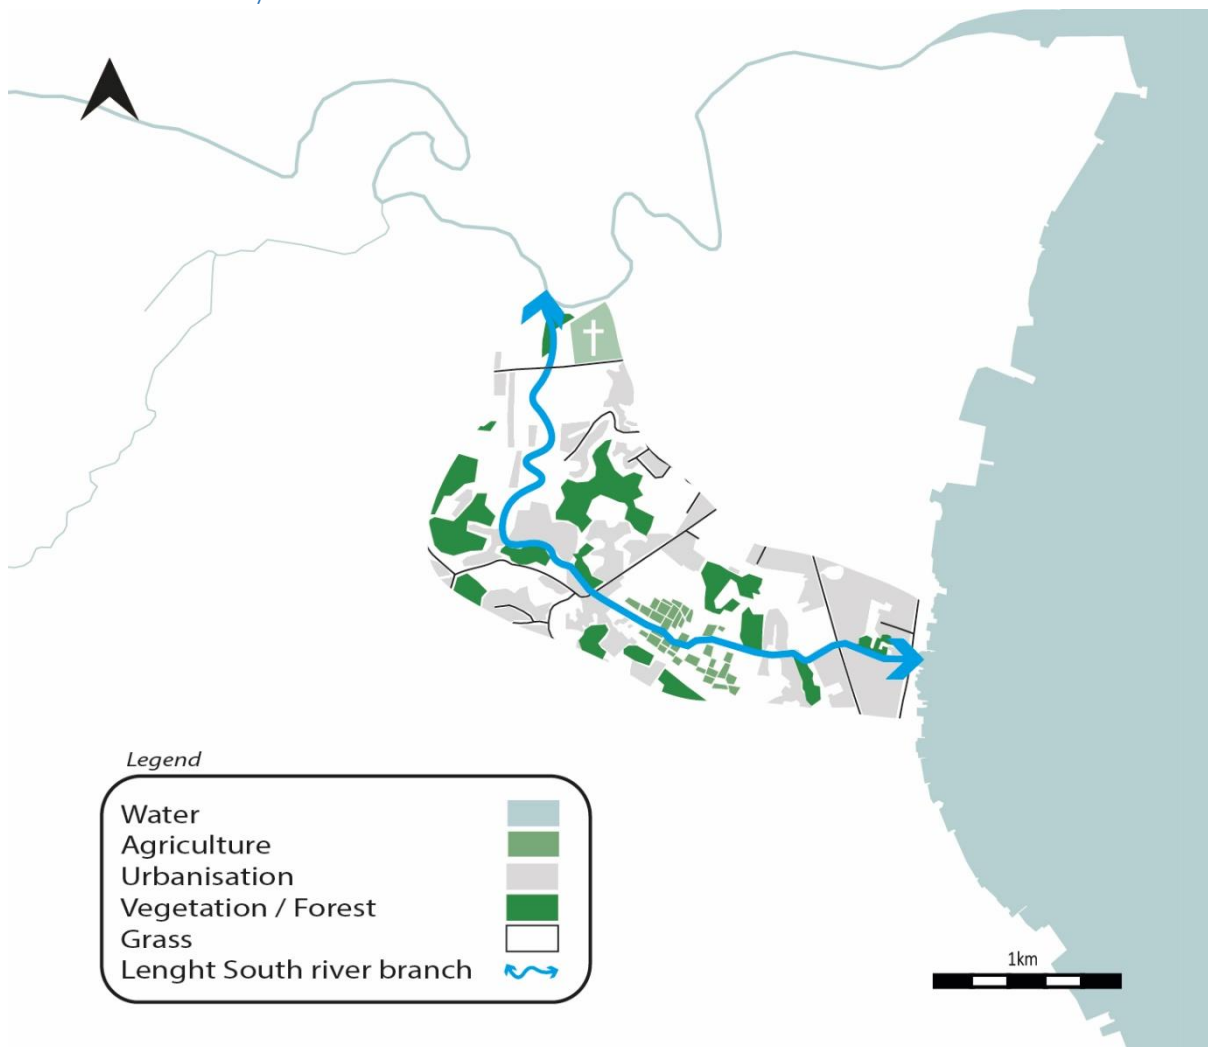 Legend
Water
Agriculture
Urbanisation
Vegetation / Forest
Grass
Lenght South river branch
1km